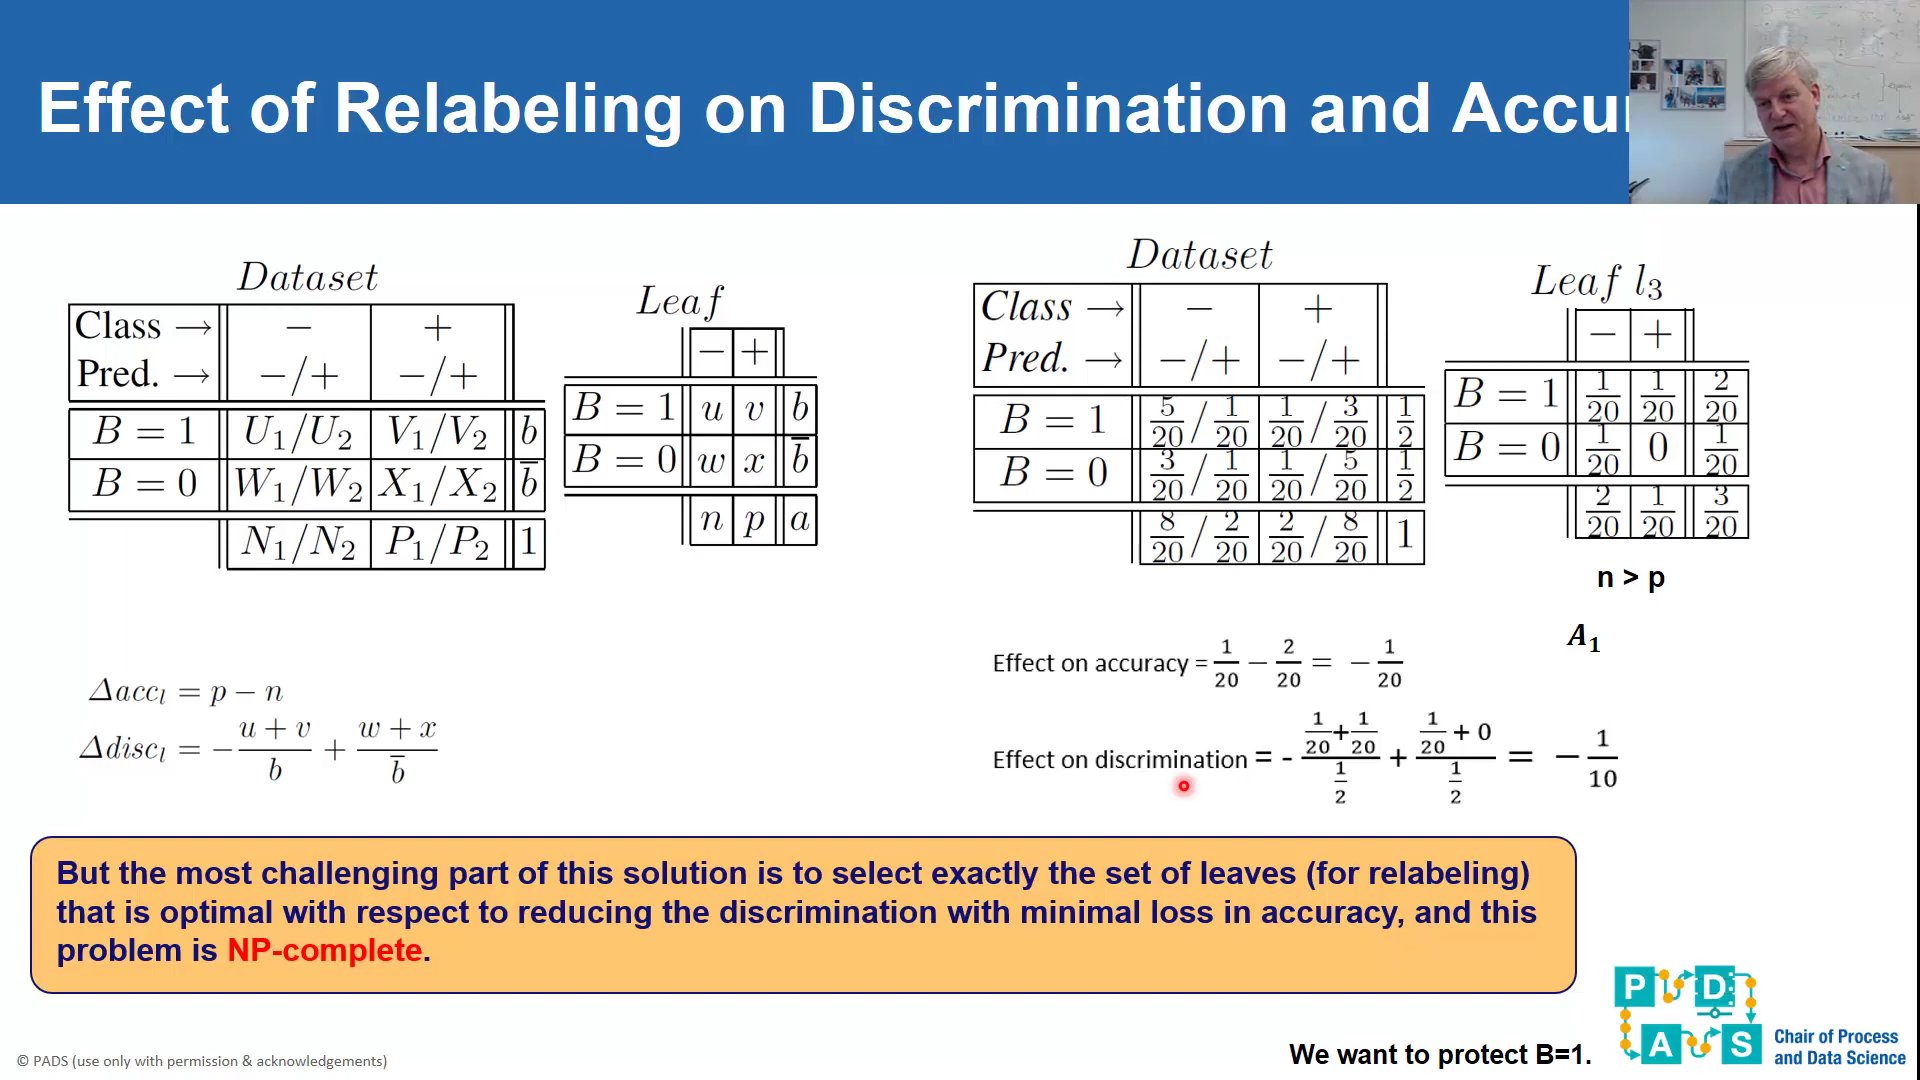 Effect of Relabeling on Discrimination and Accu
Dataset
Class → − +
Pred. → −/+ −/+
B = 1 U₁/U₂ V₁/V₂ b
B = 0 W₁/W₂ X₁/X₂ b̅
N₁/N₂ P₁/P₂ 1
Leaf
− +
B = 1 u v b
B = 0 w x b̅
n p a
Δacc_l = p − n
Δdisc_l = − (u + v)/b + (w + x)/b̅
Dataset
Class → − +
Pred. → −/+ −/+
B = 1 5/20 / 1/20 1/20 / 3/20 1/2
B = 0 3/20 / 1/20 1/20 / 5/20 1/2
8/20 / 2/20 2/20 / 8/20 1
Leaf l₃
− +
B = 1 1/20 1/20 2/20
B = 0 1/20 0 1/20
2/20 1/20 3/20
n > p
A₁
Effect on accuracy = 1/20 − 2/20 = − 1/20
Effect on discrimination = - (1/20 + 1/20)/(1/2) + (1/20 + 0)/(1/2) = − 1/10
But the most challenging part of this solution is to select exactly the set of leaves (for relabeling)
that is optimal with respect to reducing the discrimination with minimal loss in accuracy, and this
problem is NP-complete.
We want to protect B=1.
© PADS (use only with permission & acknowledgements)
P D
A S
Chair of Process
and Data Science